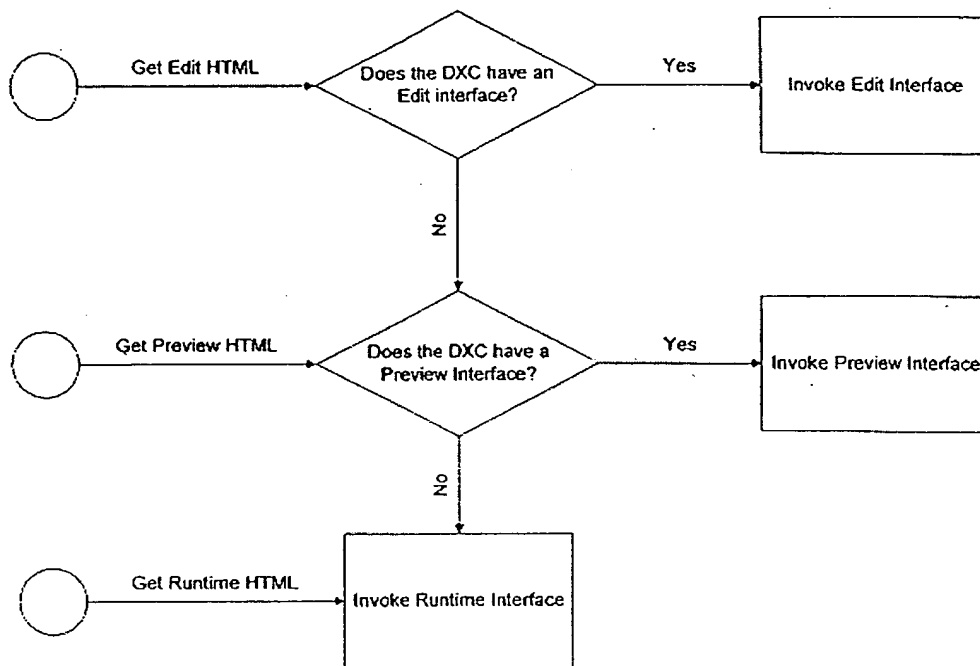 Get Edit HTML
Does the DXC have an
Edit interface?
Yes
Invoke Edit Interface
No
Get Preview HTML
Does the DXC have a
Preview Interface?
Yes
Invoke Preview Interface
No
Get Runtime HTML
Invoke Runtime Interface